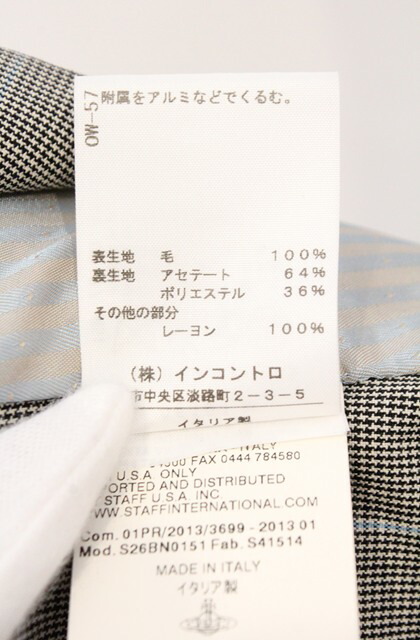 OW-57
附属をアルミなどでくるむ。
表生地 毛 100%
裏生地 アセテート 64%
ポリエステル 36%
その他の部分
レーヨン 100%
(株) インコントロ
市中央区淡路町2-3-5
イタリア製
ITALY
FAX 0444 784580
U.S.A ONLY
AND DISTRIBUTED
STAFF U.S.A. INC
WWW.STAFFINTERNATIONAL.COM
Com. 01PR/2013/3699 - 2013 01
Mod. S26BN0151 Fab. S41514
MADE IN ITALY
イタリア製